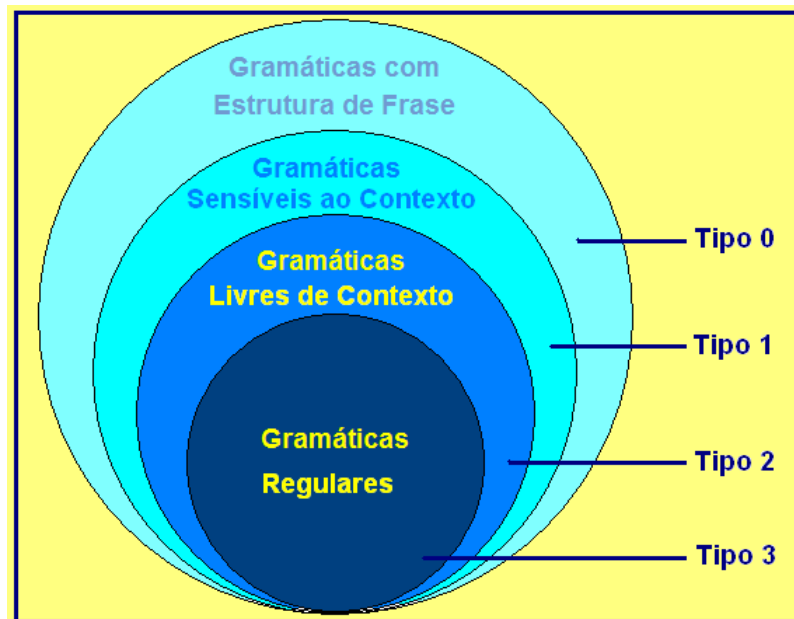 Gramáticas com
Estrutura de Frase
Gramáticas
Sensíveis ao Contexto
Gramáticas
Livres de Contexto
Gramáticas
Regulares
Tipo 0
Tipo 1
Tipo 2
Tipo 3